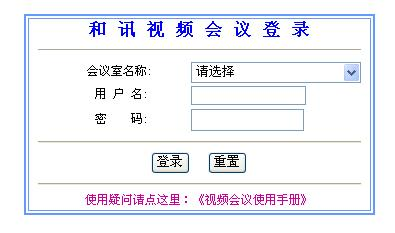 和 讯 视 频 会 议 登 录
会议室名称: 请选择
用 户 名:
密 码:
登录 重置
使用疑问请点这里：《视频会议使用手册》